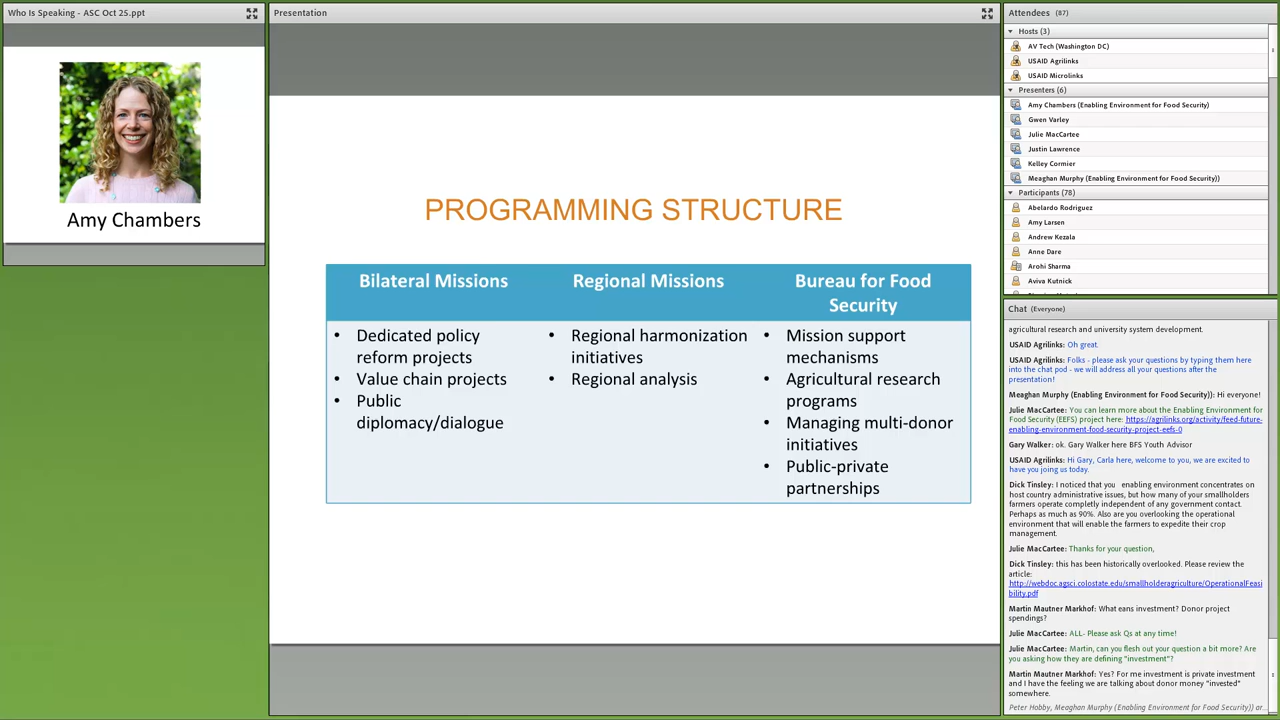 Who Is Speaking - ASC Oct 25.ppt
Amy Chambers
Presentation
PROGRAMMING STRUCTURE
Bilateral Missions
• Dedicated policy
reform projects
• Value chain projects
• Public
diplomacy/dialogue
Regional Missions
• Regional harmonization
initiatives
• Regional analysis
Bureau for Food
Security
• Mission support
mechanisms
• Agricultural research
programs
• Managing multi-donor
initiatives
• Public-private
partnerships
Attendees (87)
Hosts (3)
AV Tech (Washington DC)
USAID Agrilinks
USAID Microlinks
Presenters (6)
Amy Chambers (Enabling Environment for Food Security)
Gwen Varley
Julie MacCartee
Justin Lawrence
Kelley Cormier
Meaghan Murphy (Enabling Environment for Food Security))
Participants (78)
Abelardo Rodriguez
Amy Larsen
Andrew Kezala
Anne Dare
Arohi Sharma
Aviva Kutnick
Chat (Everyone)
agricultural research and university system development.
USAID Agrilinks: Oh great.
USAID Agrilinks: Folks - please ask your questions by typing them here
into the chat pod - we will address all your questions after the
presentation!
Meaghan Murphy (Enabling Environment for Food Security)): Hi everyone!
Julie MacCartee: You can learn more about the Enabling Environment for
Food Security (EEFS) project here: https://agrilinks.org/activity/feed-future-
enabling-environment-food-security-project-eefs-0
Gary Walker: ok. Gary Walker here BFS Youth Advisor
USAID Agrilinks: Hi Gary, Carla here, welcome to you, we are excited to
have you joing us today.
Dick Tinsley: I noticed that you enabling environment concentrates on
host country administrative issues, but how many of your smallholders
farmers operate completly independent of any government contact.
Perhaps as much as 90%. Also are you overlooking the operational
environment that will enable the farmers to expedite their crop
management.
Julie MacCartee: Thanks for your question,
Dick Tinsley: this has been historically overlooked. Please review the
article:
http://webdoc.agsci.colostate.edu/smallholderagriculture/OperationalFeasi
bility.pdf
Martin Mautner Markhof: What eans investment? Donor project
spendings?
Julie MacCartee: ALL- Please ask Qs at any time!
Julie MacCartee: Martin, can you flesh out your question a bit more? Are
you asking how they are defining "investment"?
Martin Mautner Markhof: Yes? For me investment is private investment
and I have the feeling we are talking about donor money "invested"
somewhere.
Peter Hobby, Meaghan Murphy (Enabling Environment for Food Security)) ar...